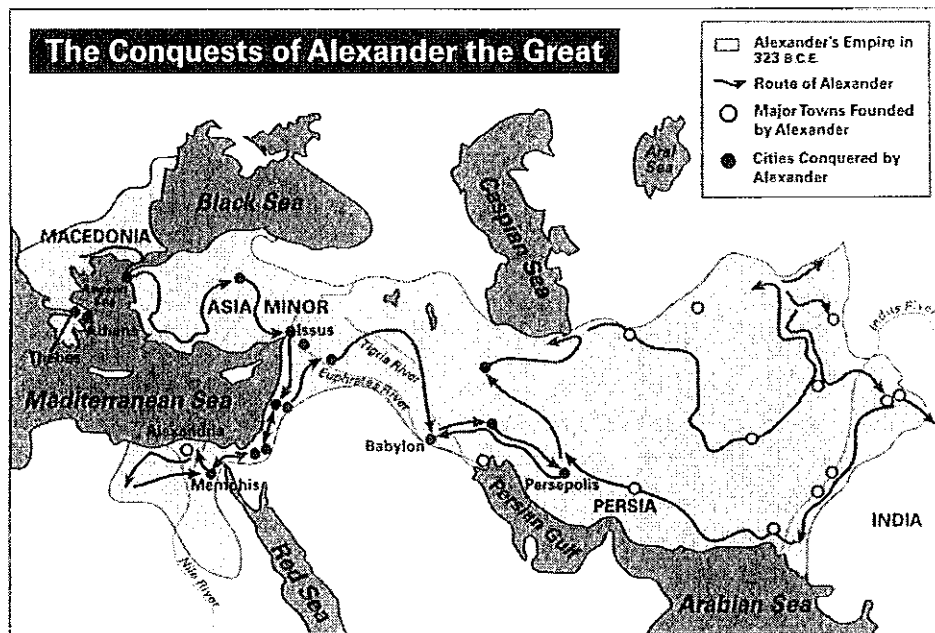 The Conquests of Alexander the Great
Alexander's Empire in
323 B.C.E.
Route of Alexander
Major Towns Founded
by Alexander
Cities Conquered by
Alexander
Black Sea
Caspian Sea
Aral
Sea
MACEDONIA
Aegean
Sea
Athens
Thebes
ASIA MINOR
Issus
Tigris River
Euphrates River
Indus River
Mediterranean Sea
Alexandria
Memphis
Babylon
Persepolis
PERSIA
Persian Gulf
INDIA
Nile River
Red Sea
Arabian Sea